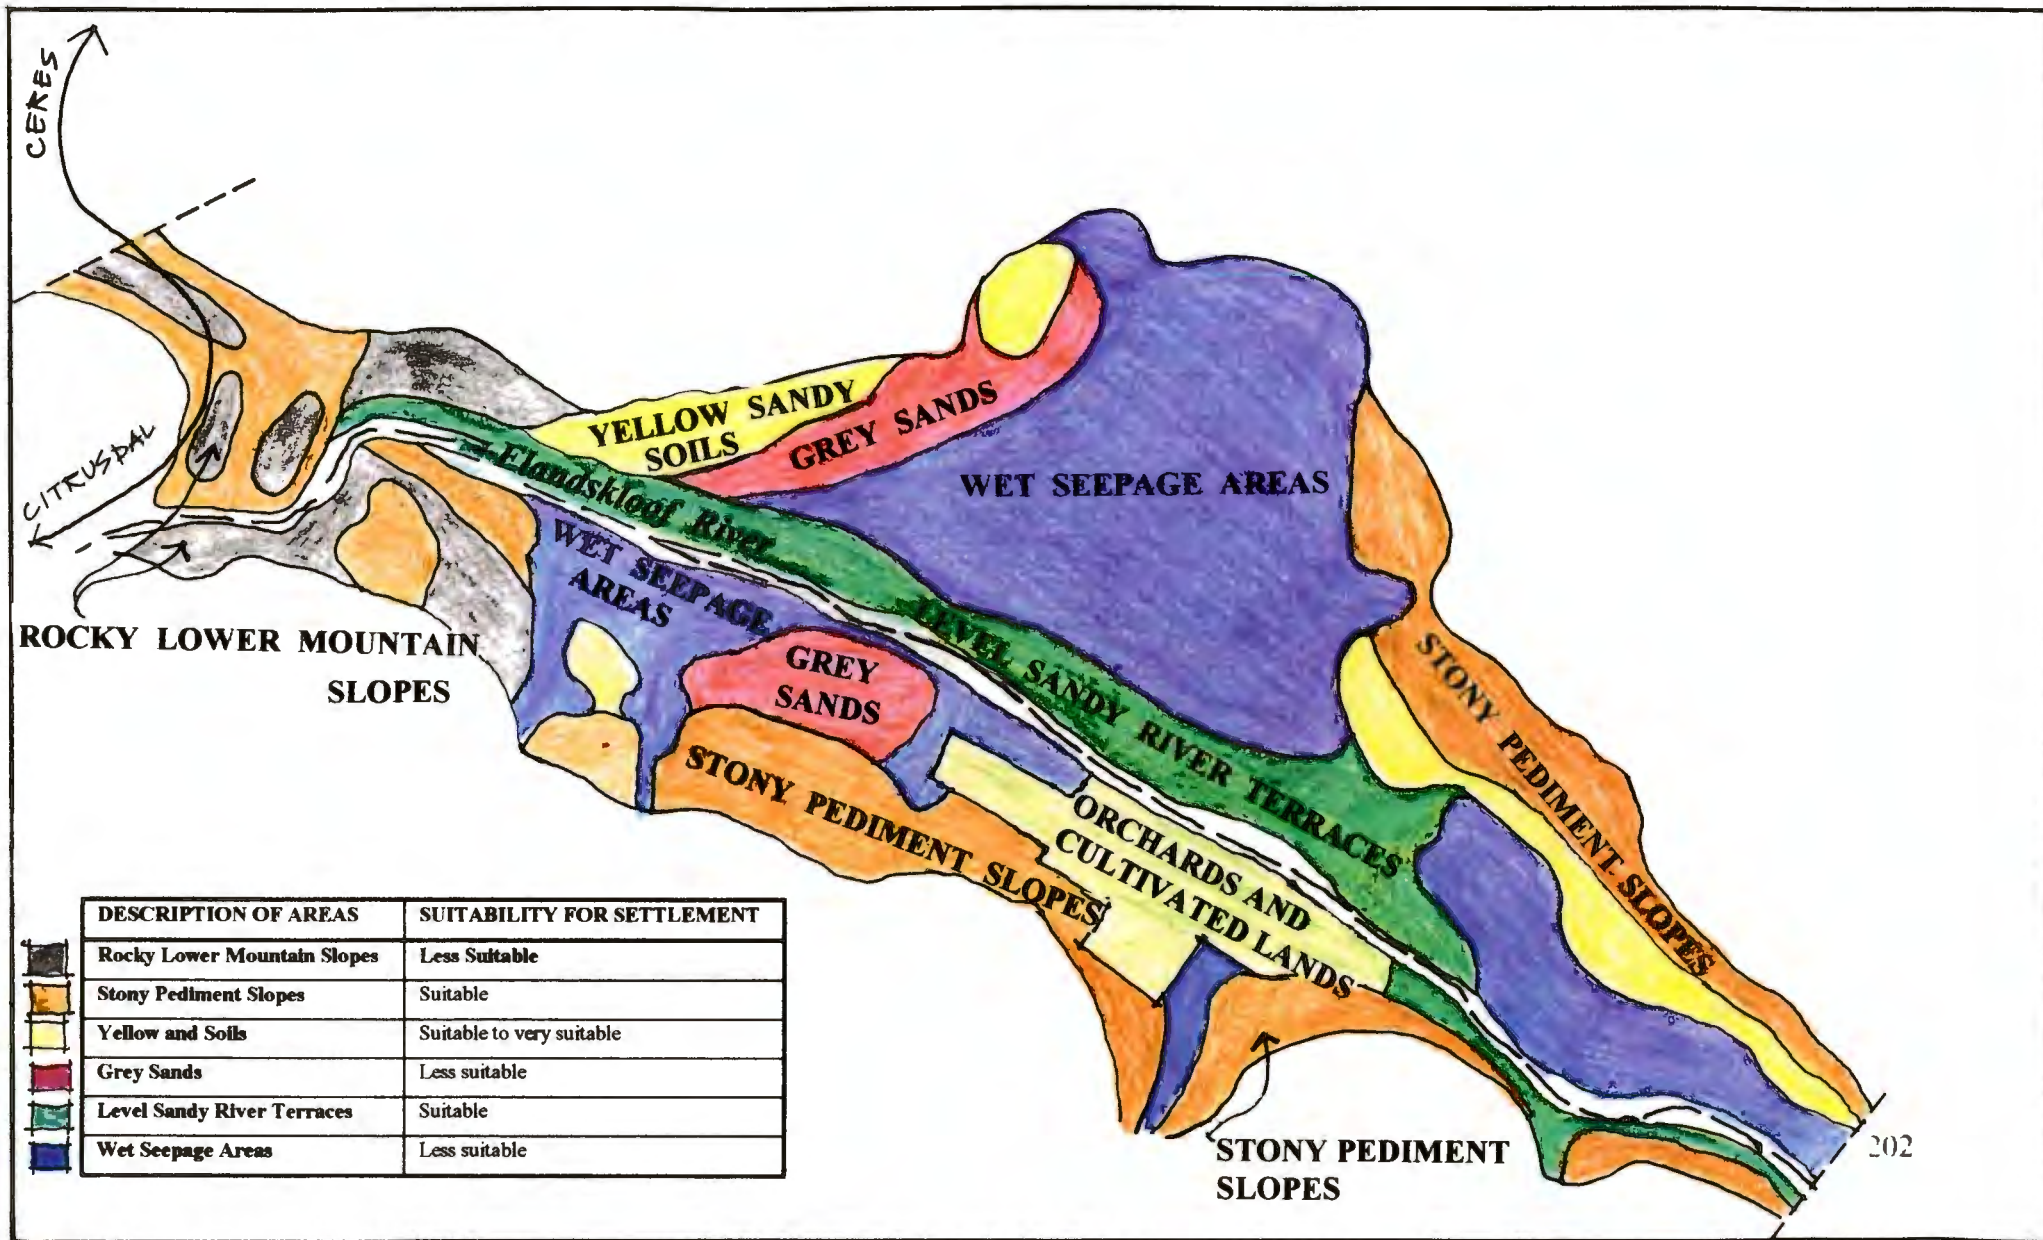 CERES
CITRUSDAL
YELLOW SANDY
SOILS
GREY SANDS
WET SEEPAGE AREAS
Elandskloof River
WET SEEPAGE
AREAS
LEVEL SANDY RIVER TERRACES
ROCKY LOWER MOUNTAIN
SLOPES
GREY
SANDS
STONY PEDIMENT SLOPES
STONY PEDIMENT SLOPES
ORCHARDS AND
CULTIVATED LANDS
STONY PEDIMENT
SLOPES
202
DESCRIPTION OF AREAS SUITABILITY FOR SETTLEMENT
Rocky Lower Mountain Slopes Less Suitable
Stony Pediment Slopes Suitable
Yellow and Soils Suitable to very suitable
Grey Sands Less suitable
Level Sandy River Terraces Suitable
Wet Seepage Areas Less suitable